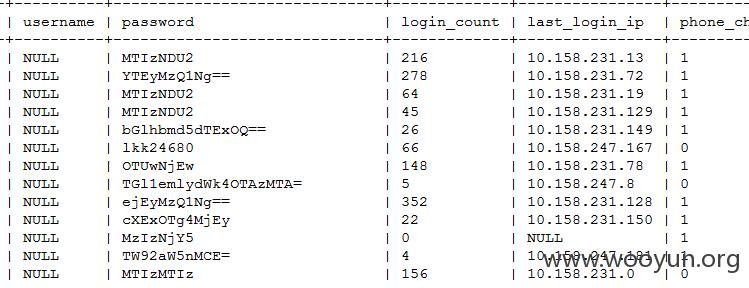 | username | password | login_count | last_login_ip | phone_ch
| NULL | MTIzNDU2 | 216 | 10.158.231.13 | 1
| NULL | YTEyMzQ1Ng== | 278 | 10.158.231.72 | 1
| NULL | MTIzNDU2 | 64 | 10.158.231.19 | 1
| NULL | MTIzNDU2 | 45 | 10.158.231.129 | 1
| NULL | bGlhbmd5dTExOQ== | 26 | 10.158.231.149 | 1
| NULL | lkk24680 | 66 | 10.158.247.167 | 0
| NULL | OTUwNjEw | 148 | 10.158.231.78 | 1
| NULL | TGl1emlydWk4OTAzMTA= | 5 | 10.158.247.8 | 0
| NULL | ejEyMzQ1Ng== | 352 | 10.158.231.128 | 1
| NULL | cXExOTg4MjEy | 22 | 10.158.231.150 | 1
| NULL | MzIzNjY5 | 0 | NULL | 1
| NULL | TW92aW5nMCE= | 4 | 10.158.247.181 | 1
| NULL | MTIzMTIz | 156 | 10.158.231.0 | 0
www.wooyun.org